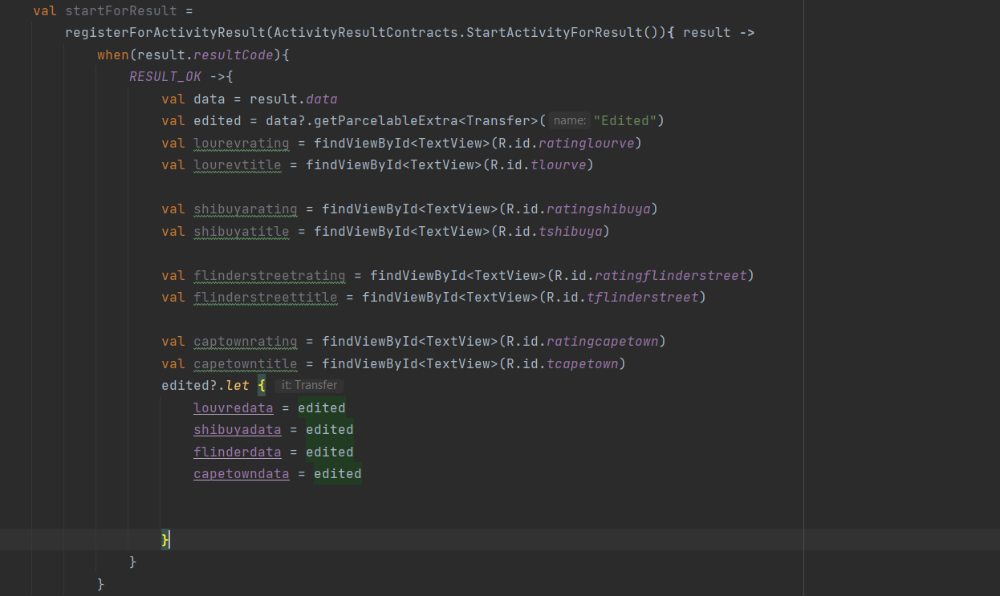 val startForResult =
registerForActivityResult(ActivityResultContracts.StartActivityForResult()){ result ->
when(result.resultCode){
RESULT_OK ->{
val data = result.data
val edited = data?.getParcelableExtra<Transfer>( name: "Edited")
val lourevrating = findViewById<TextView>(R.id.ratinglourve)
val lourevtitle = findViewById<TextView>(R.id.tlourve)
val shibuyarating = findViewById<TextView>(R.id.ratingshibuya)
val shibuyatitle = findViewById<TextView>(R.id.tshibuya)
val flinderstreetrating = findViewById<TextView>(R.id.ratingflinderstreet)
val flinderstreettitle = findViewById<TextView>(R.id.tflinderstreet)
val captownrating = findViewById<TextView>(R.id.ratingcapetown)
val capetowntitle = findViewById<TextView>(R.id.tcapetown)
edited?.let { it: Transfer
louvredata = edited
shibuyadata = edited
flinderdata = edited
capetowndata = edited
}
}
}